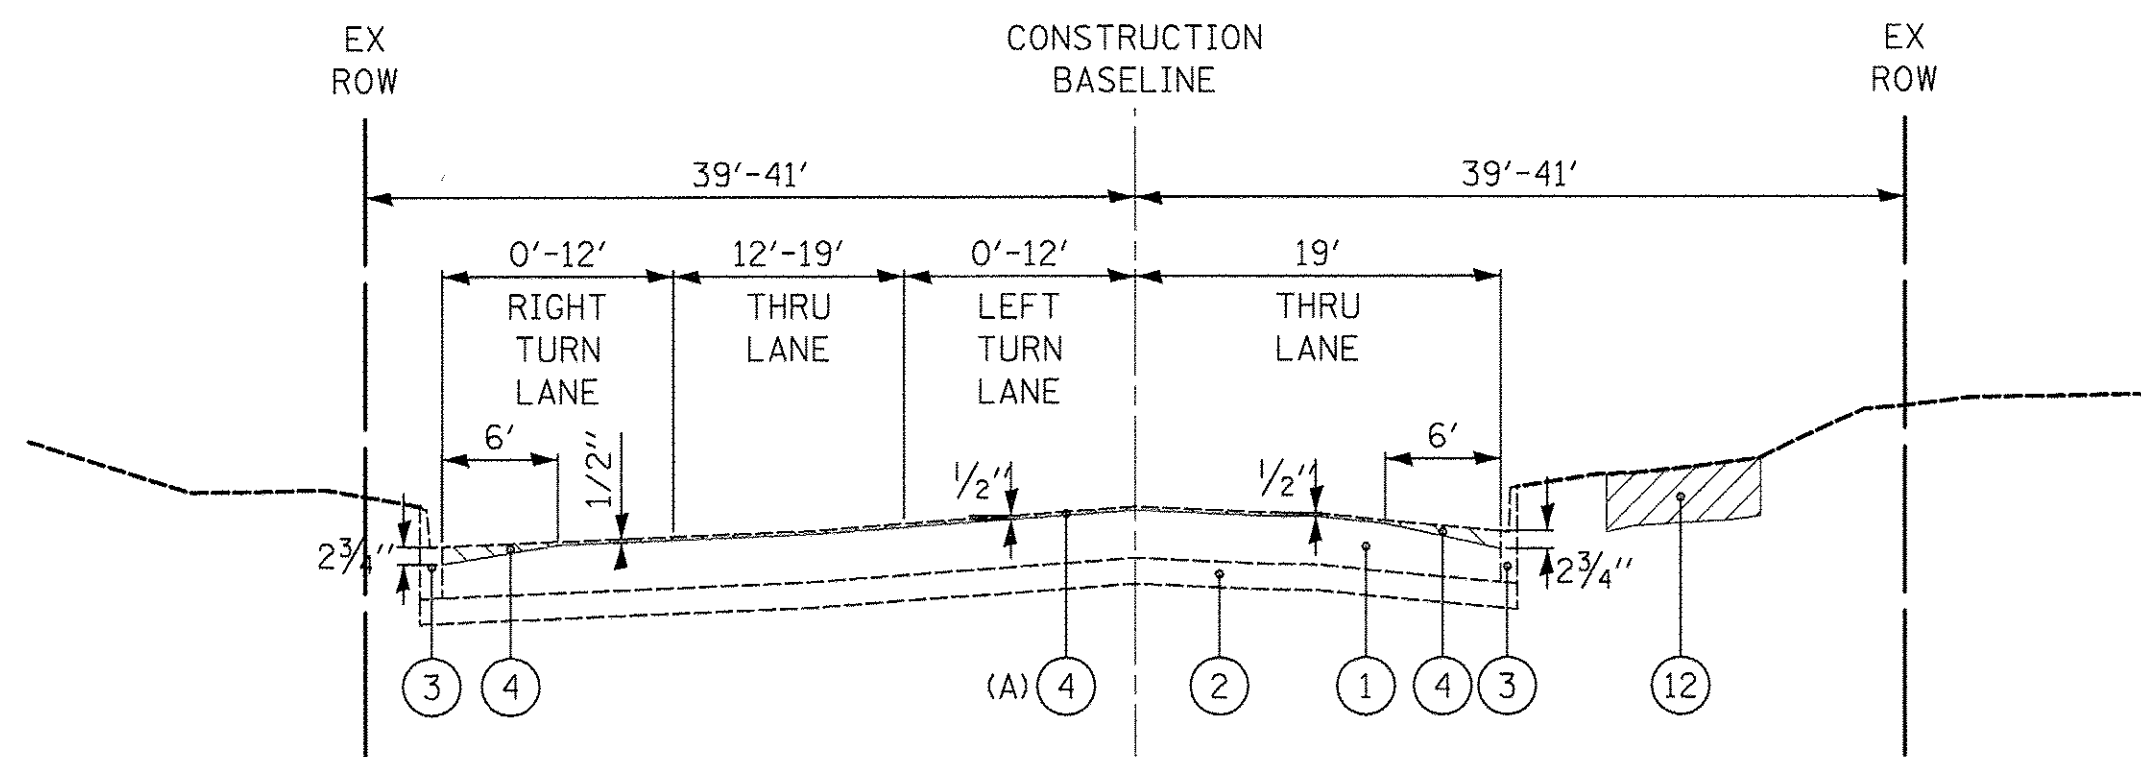 EX
ROW
CONSTRUCTION
BASELINE
EX
ROW
39'-41'
39'-41'
0'-12'
12'-19'
0'-12'
19'
RIGHT
TURN
LANE
THRU
LANE
LEFT
TURN
LANE
THRU
LANE
6'
1/2"
1/2"
1/2"
6'
2 3/4"
2 3/4"
3
4
(A) 4
2
1
4
3
12